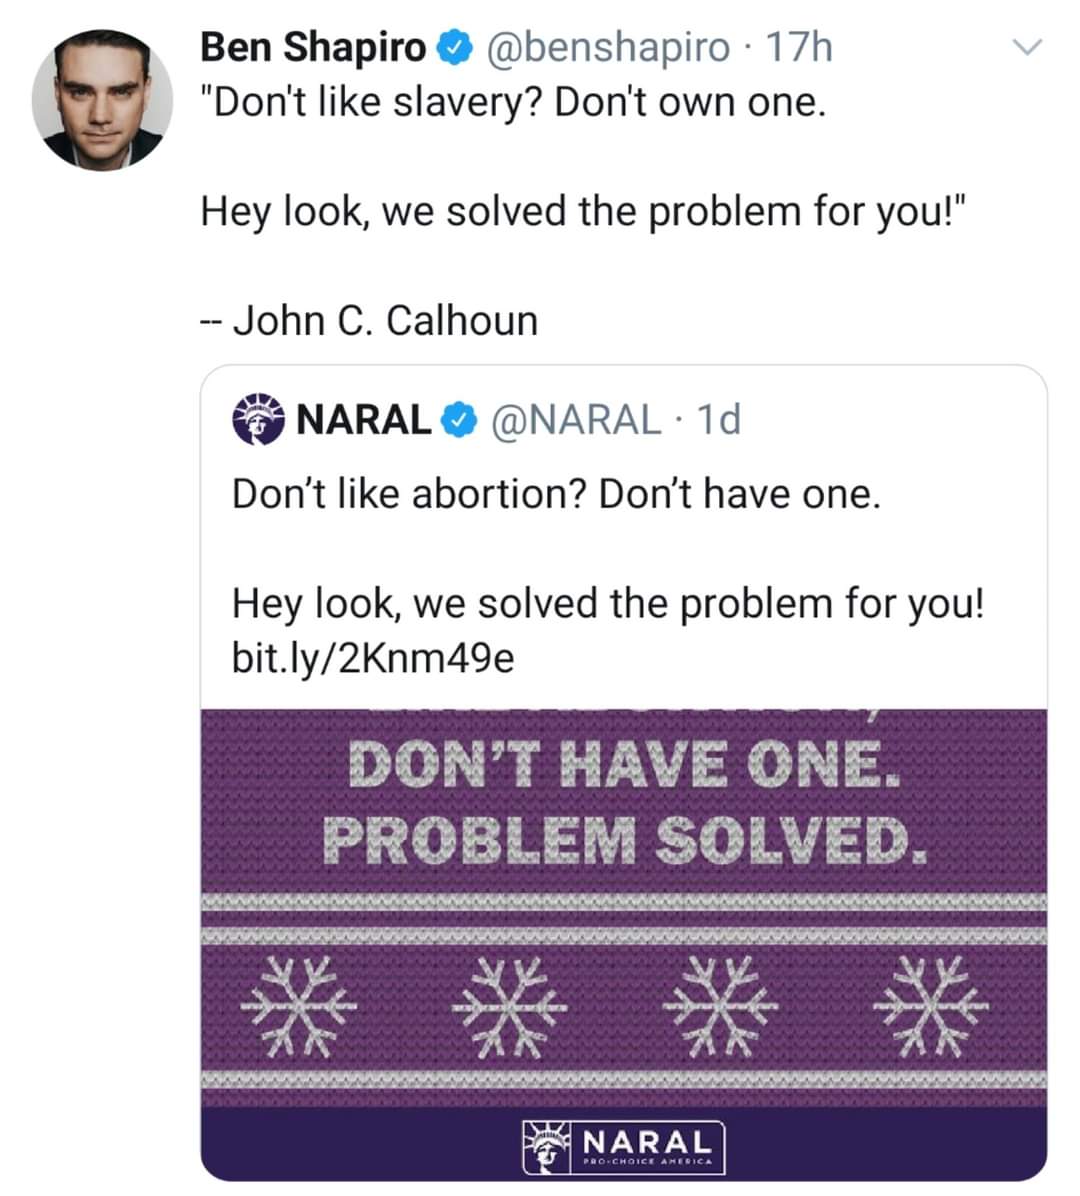 Ben Shapiro @benshapiro · 17h
"Don't like slavery? Don't own one.
Hey look, we solved the problem for you!"
-- John C. Calhoun
NARAL @NARAL · 1d
Don’t like abortion? Don’t have one.
Hey look, we solved the problem for you!
bit.ly/2Knm49e
DON’T HAVE ONE.
PROBLEM SOLVED.
NARAL
PRO-CHOICE AMERICA